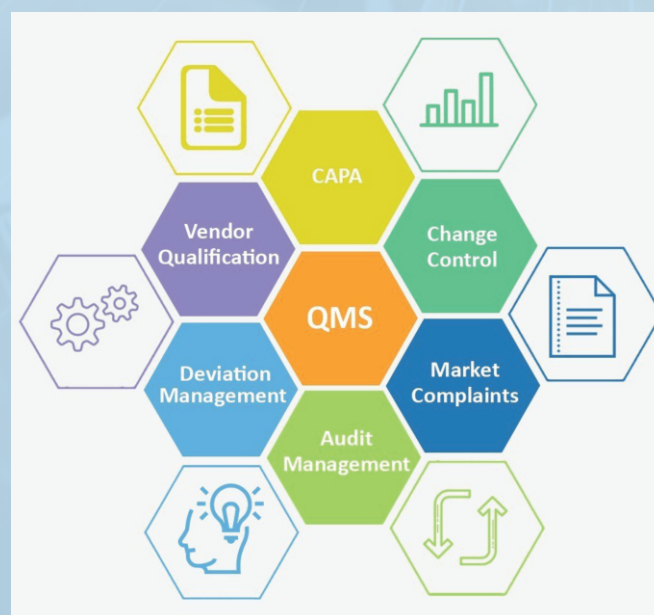 CAPA
Vendor
Qualification
Change
Control
QMS
Deviation
Management
Market
Complaints
Audit
Management